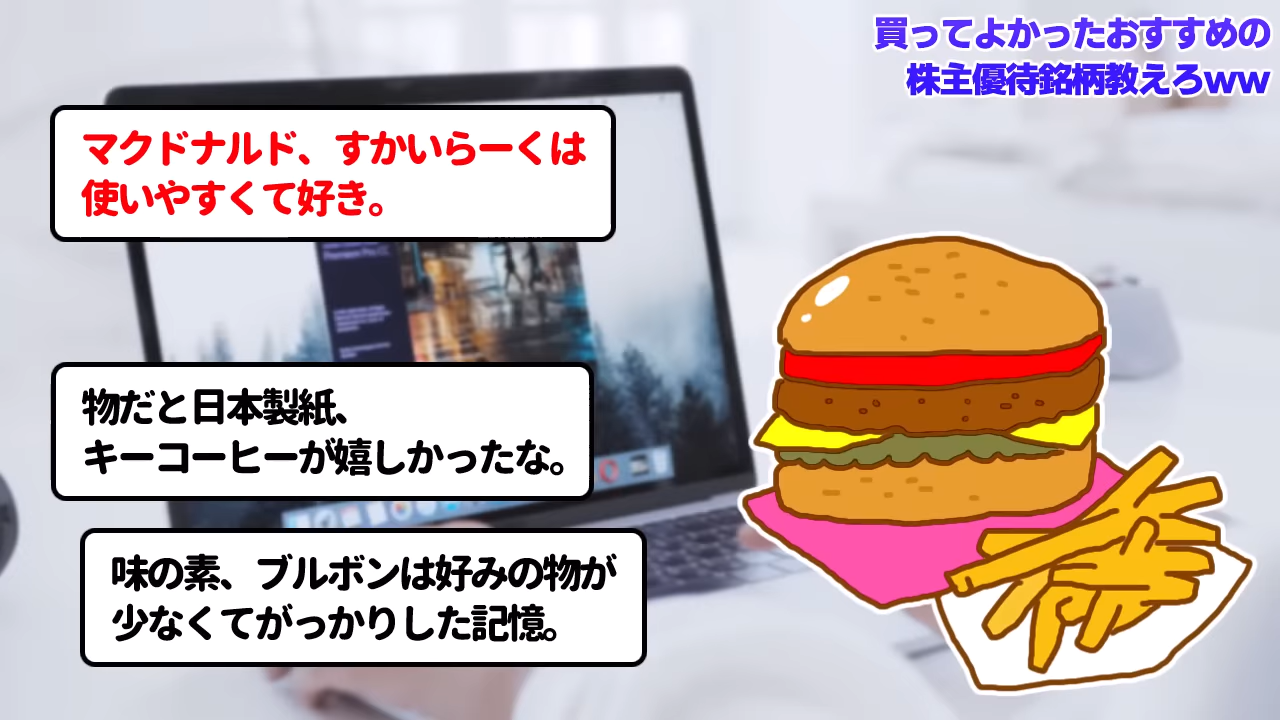 買ってよかったおすすめの
株主優待銘柄教えろww
マクドナルド、すかいらーくは
使いやすくて好き。
物だと日本製紙、
キーコーヒーが嬉しかったな。
味の素、ブルボンは好みの物が
少なくてがっかりした記憶。